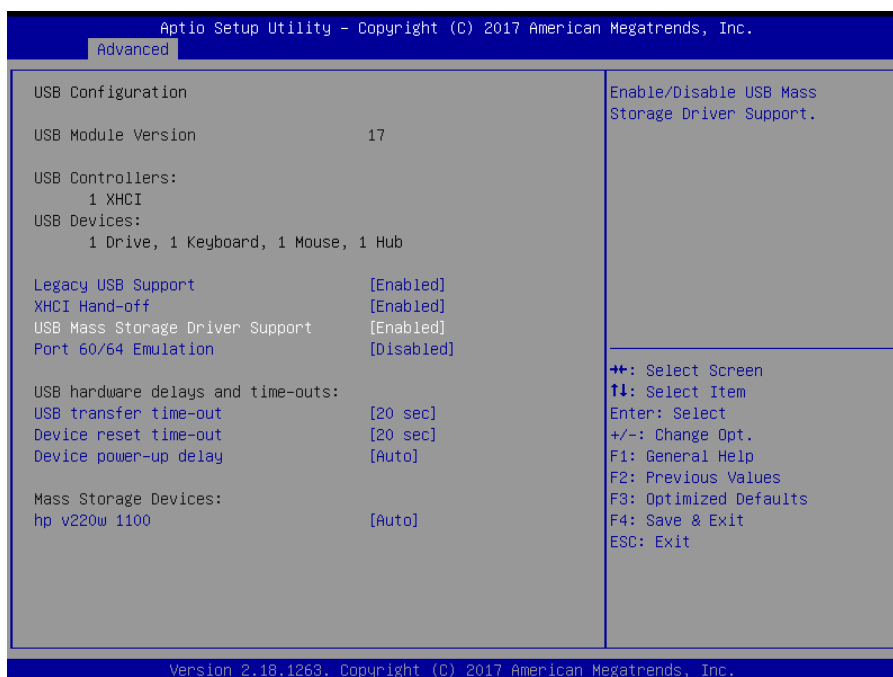 Aptio Setup Utility – Copyright (C) 2017 American Megatrends, Inc.
Advanced
USB Configuration
USB Module Version 17
USB Controllers:
1 XHCI
USB Devices:
1 Drive, 1 Keyboard, 1 Mouse, 1 Hub
Legacy USB Support [Enabled]
XHCI Hand-off [Enabled]
USB Mass Storage Driver Support [Enabled]
Port 60/64 Emulation [Disabled]
USB hardware delays and time-outs:
USB transfer time-out [20 sec]
Device reset time-out [20 sec]
Device power-up delay [Auto]
Mass Storage Devices:
hp v220w 1100 [Auto]
Enable/Disable USB Mass
Storage Driver Support.
→←: Select Screen
↑↓: Select Item
Enter: Select
+/-: Change Opt.
F1: General Help
F2: Previous Values
F3: Optimized Defaults
F4: Save & Exit
ESC: Exit
Version 2.18.1263. Copyright (C) 2017 American Megatrends, Inc.